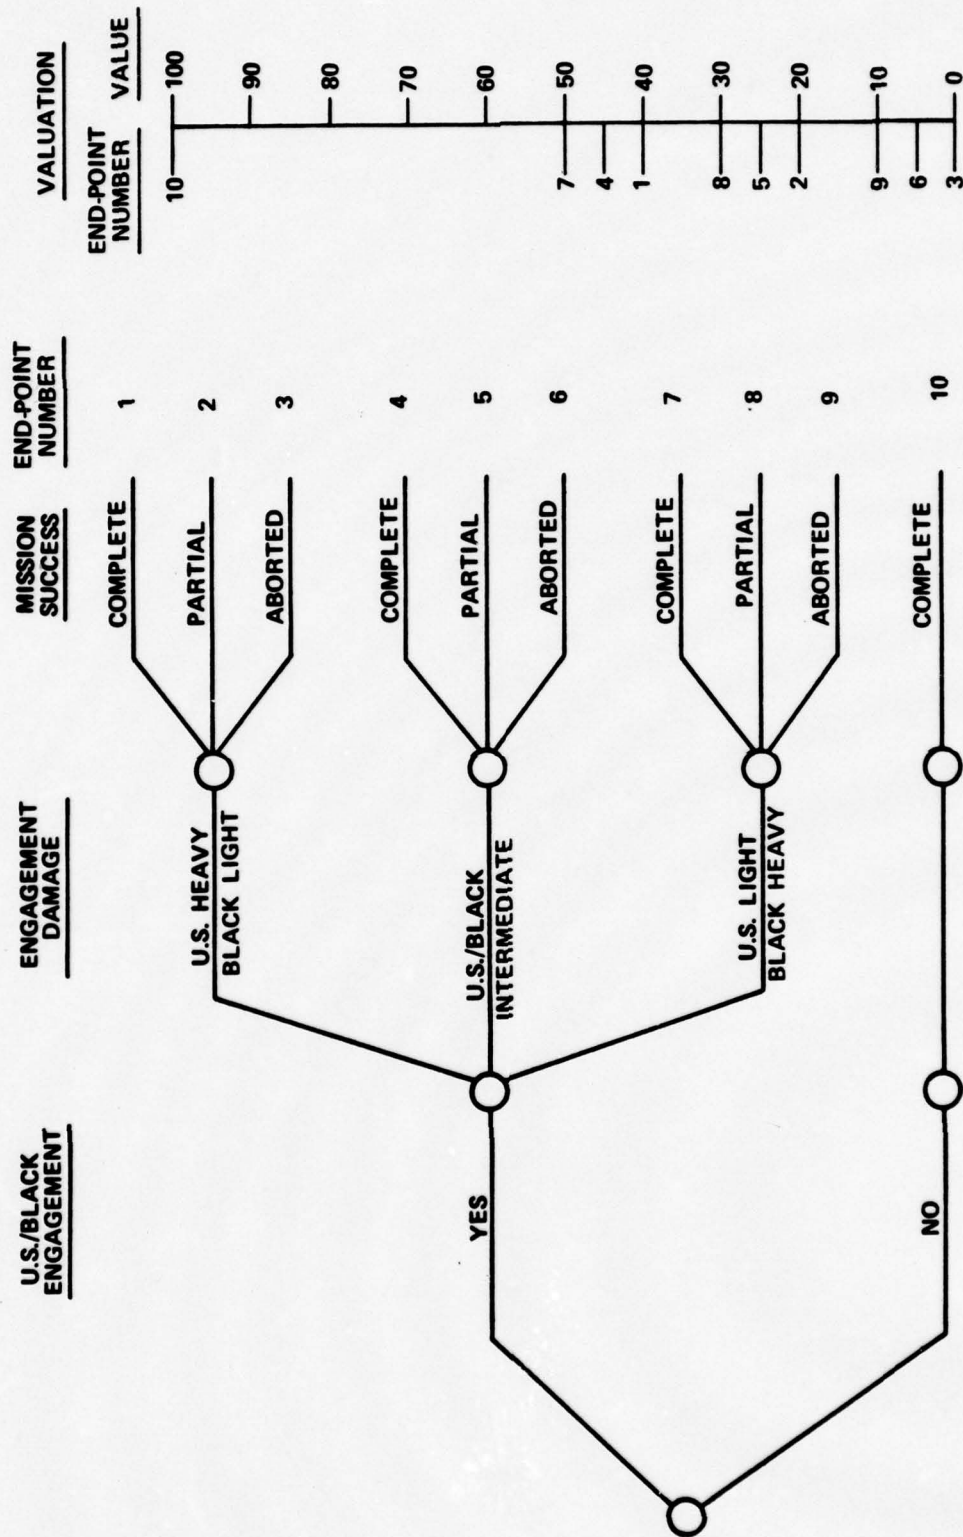 U.S./BLACK
ENGAGEMENT
ENGAGEMENT
DAMAGE
MISSION
SUCCESS
END-POINT
NUMBER
VALUATION
END-POINT
NUMBER
VALUE
YES
NO
U.S. HEAVY
BLACK LIGHT
U.S./BLACK
INTERMEDIATE
U.S. LIGHT
BLACK HEAVY
COMPLETE 1
PARTIAL 2
ABORTED 3
COMPLETE 4
PARTIAL 5
ABORTED 6
COMPLETE 7
PARTIAL 8
ABORTED 9
COMPLETE 10
10 100
90
80
70
60
7 50
4
1 40
8 30
5
2 20
9 10
6
3 0